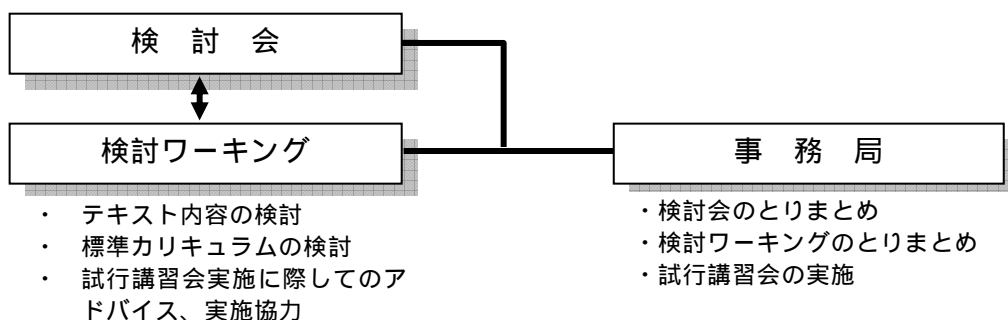 検 討 会
検討ワーキング
・ テキスト内容の検討
・ 標準カリキュラムの検討
・ 試行講習会実施に際してのア
ドバイス、実施協力
事 務 局
・検討会のとりまとめ
・検討ワーキングのとりまとめ
・試行講習会の実施